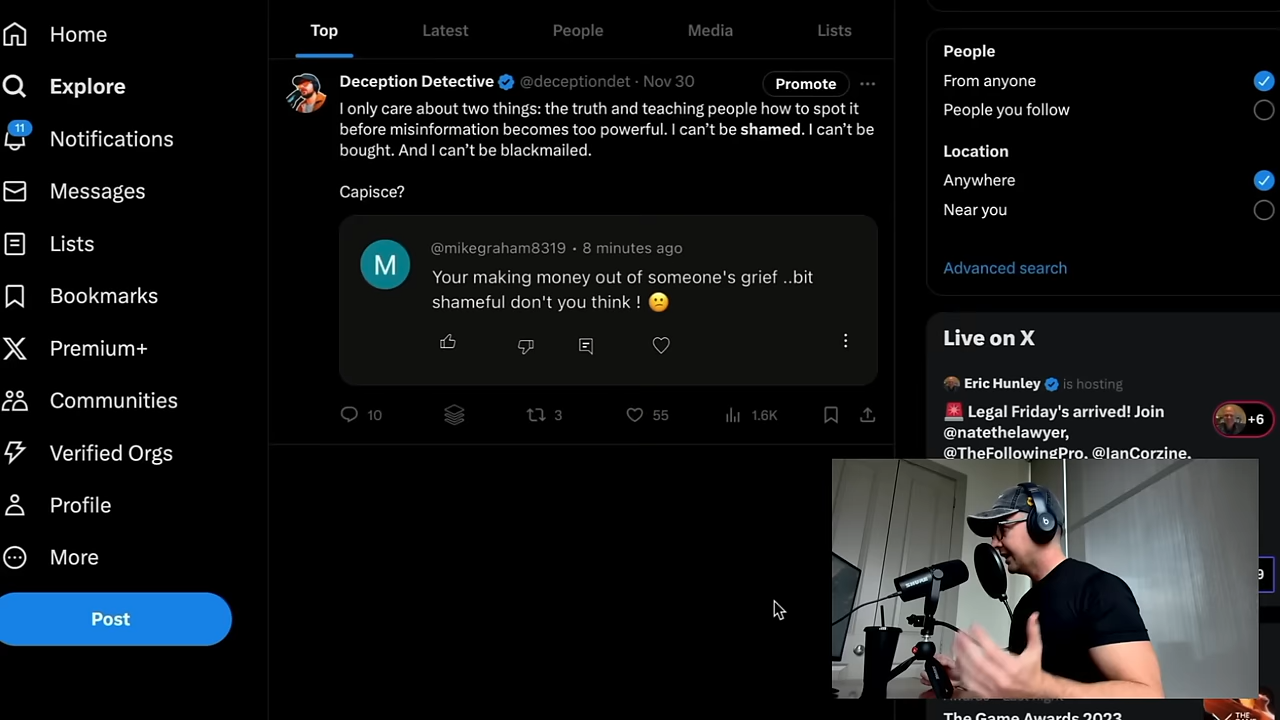 Home
Explore
11
Notifications
Messages
Lists
Bookmarks
Premium+
Communities
Verified Orgs
Profile
More
Post
Top Latest People Media Lists
Deception Detective @deceptiondet · Nov 30
Promote
I only care about two things: the truth and teaching people how to spot it
before misinformation becomes too powerful. I can’t be shamed. I can’t be
bought. And I can’t be blackmailed.
Capisce?
M
@mikegraham8319 · 8 minutes ago
Your making money out of someone's grief ..bit
shameful don't you think ! 😕
10 3 55 1.6K
People
From anyone
People you follow
Location
Anywhere
Near you
Advanced search
Live on X
Eric Hunley is hosting
🚨 Legal Friday's arrived! Join
@natethelawyer,
@TheFollowingPro, @IanCorzine,
+6
SHURE
b
9
The Game Awards 2023
THE